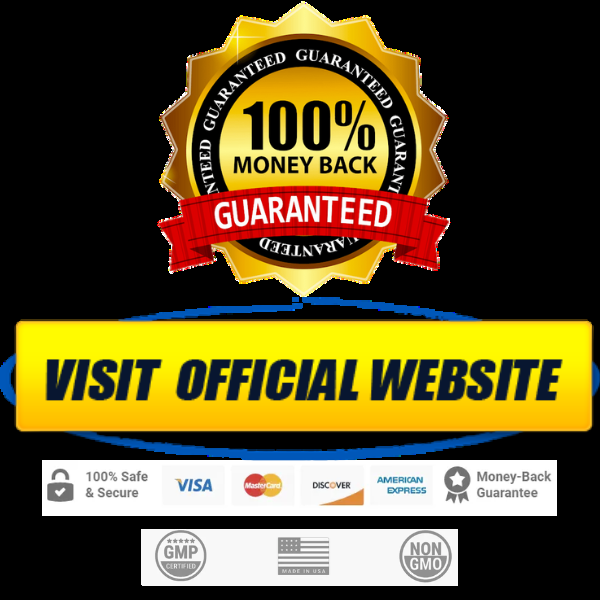 GUARANTEED GUARANTEED GUARANTEED
100%
MONEY BACK
GUARANTEED
GUARANTEED
VISIT OFFICIAL WEBSITE
100% Safe
& Secure
VISA
MasterCard
DISCOVER
AMERICAN
EXPRESS
Money-Back
Guarantee
GMP
CERTIFIED
MADE IN USA
NON
GMO